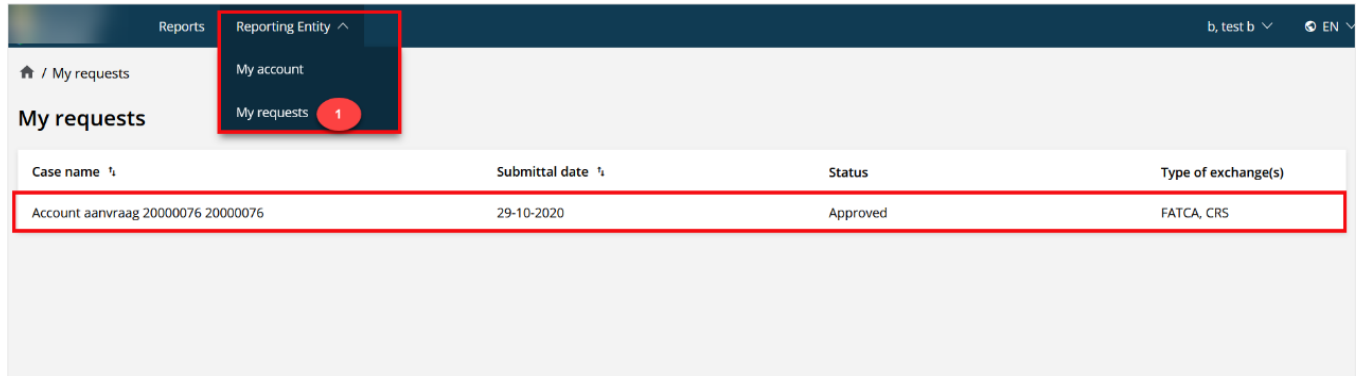 Reports Reporting Entity b, test b EN
/ My requests
My account
My requests 1
My requests
Case name Submittal date Status Type of exchange(s)
Account aanvraag 20000076 20000076 29-10-2020 Approved FATCA, CRS